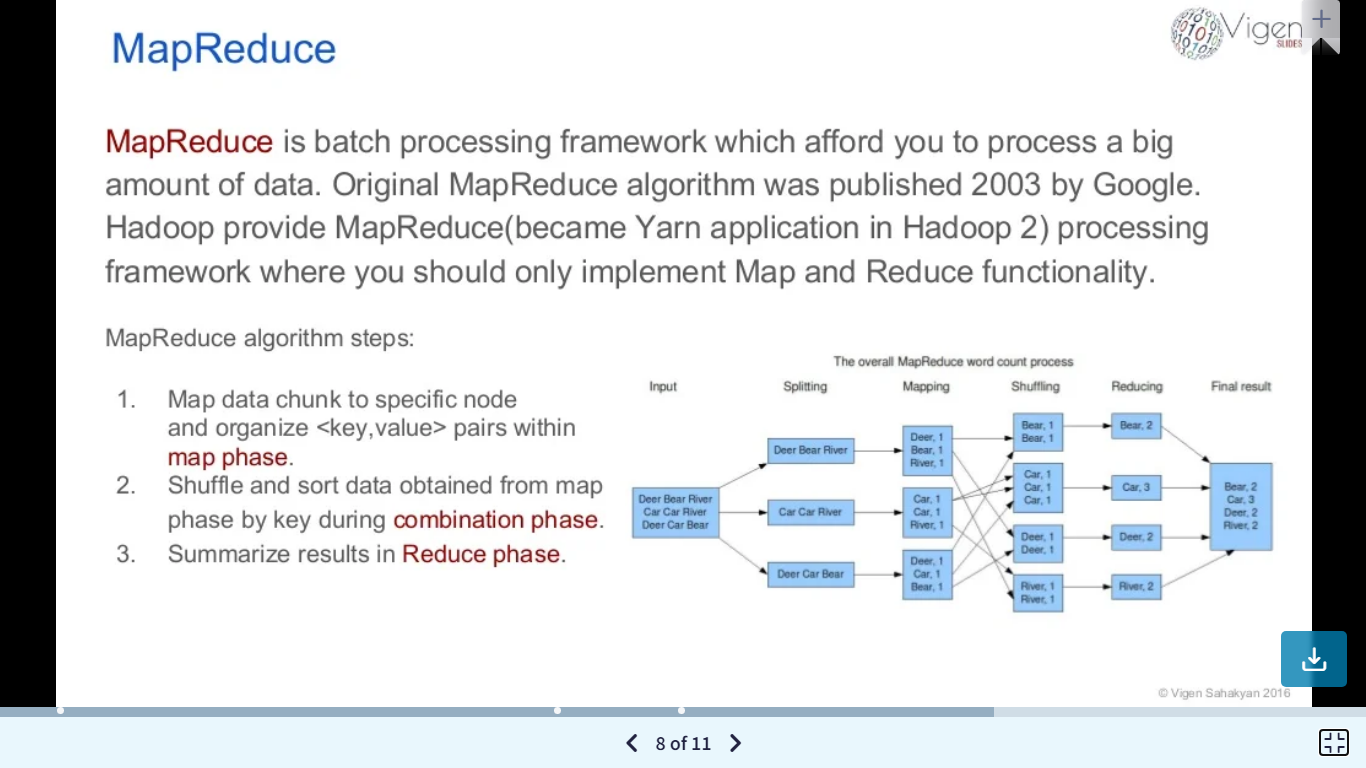 MapReduce
Vigen
SLIDES
MapReduce is batch processing framework which afford you to process a big
amount of data. Original MapReduce algorithm was published 2003 by Google.
Hadoop provide MapReduce(became Yarn application in Hadoop 2) processing
framework where you should only implement Map and Reduce functionality.
MapReduce algorithm steps:
1. Map data chunk to specific node
and organize <key,value> pairs within
map phase.
2. Shuffle and sort data obtained from map
phase by key during combination phase.
3. Summarize results in Reduce phase.
The overall MapReduce word count process
Input
Splitting
Mapping
Shuffling
Reducing
Final result
Deer Bear River
Car Car River
Deer Car Bear
Deer Bear River
Car Car River
Deer Car Bear
Deer, 1
Bear, 1
River, 1
Car, 1
Car, 1
River, 1
Deer, 1
Car, 1
Bear, 1
Bear, 1
Bear, 1
Car, 1
Car, 1
Car, 1
Deer, 1
Deer, 1
River, 1
River, 1
Bear, 2
Car, 3
Deer, 2
River, 2
Bear, 2
Car, 3
Deer, 2
River, 2
© Vigen Sahakyan 2016
8 of 11